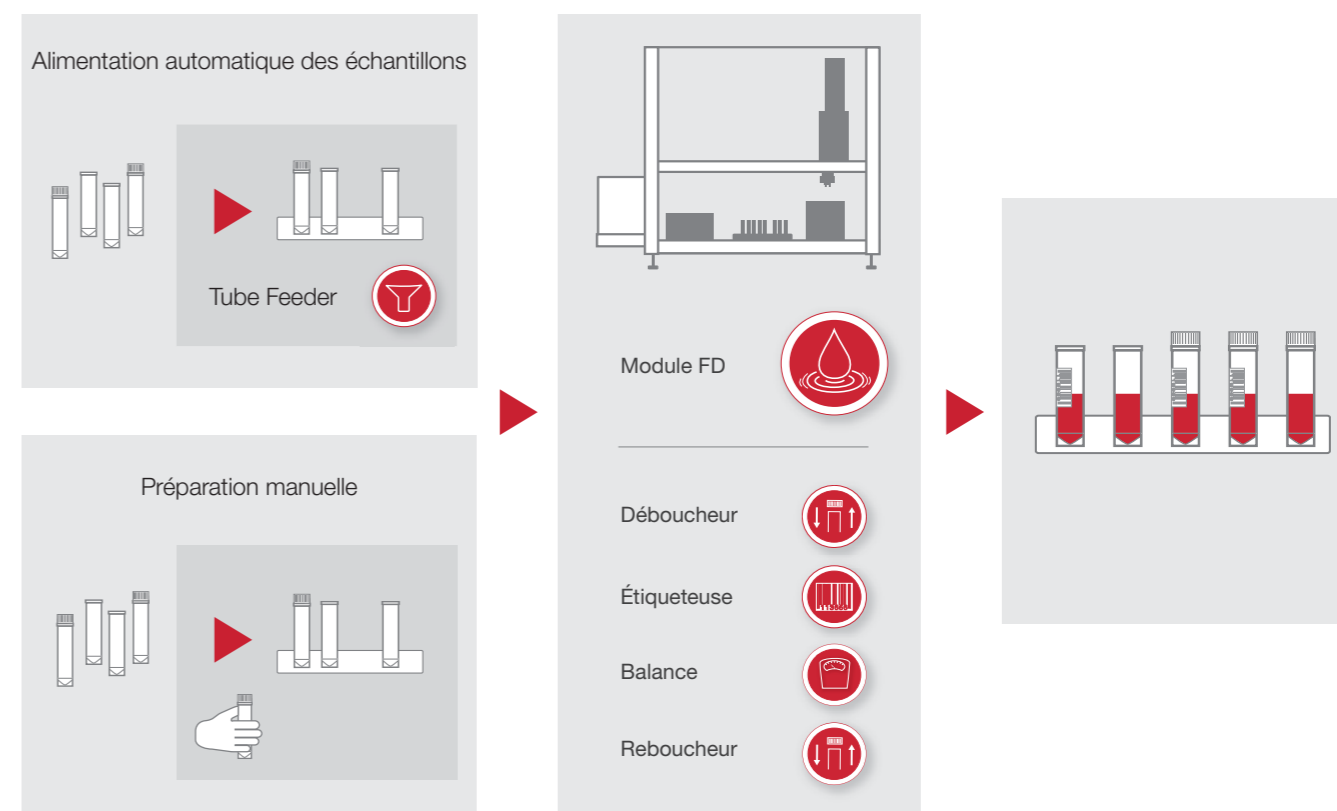 Alimentation automatique des échantillons
Tube Feeder
Préparation manuelle
Module FD
Déboucheur
Étiqueteuse
Balance
Reboucheur